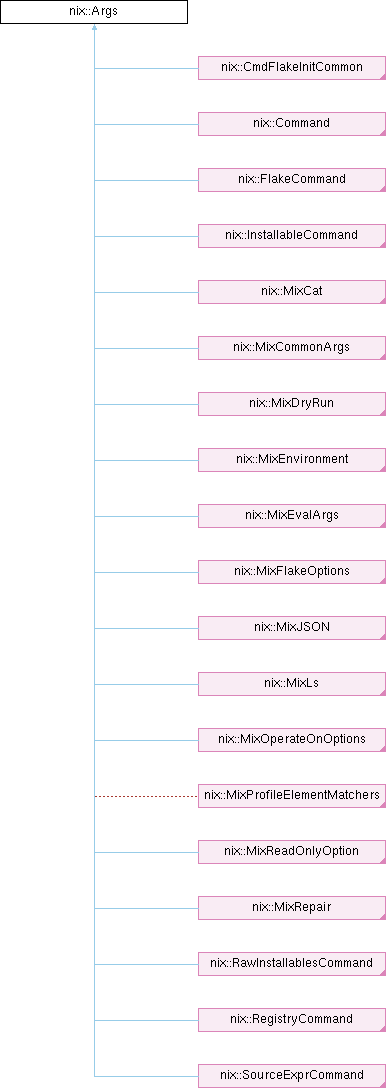 nix::Args
nix::CmdFlakeInitCommon
nix::Command
nix::FlakeCommand
nix::InstallableCommand
nix::MixCat
nix::MixCommonArgs
nix::MixDryRun
nix::MixEnvironment
nix::MixEvalArgs
nix::MixFlakeOptions
nix::MixJSON
nix::MixLs
nix::MixOperateOnOptions
nix::MixProfileElementMatchers
nix::MixReadOnlyOption
nix::MixRepair
nix::RawInstallablesCommand
nix::RegistryCommand
nix::SourceExprCommand